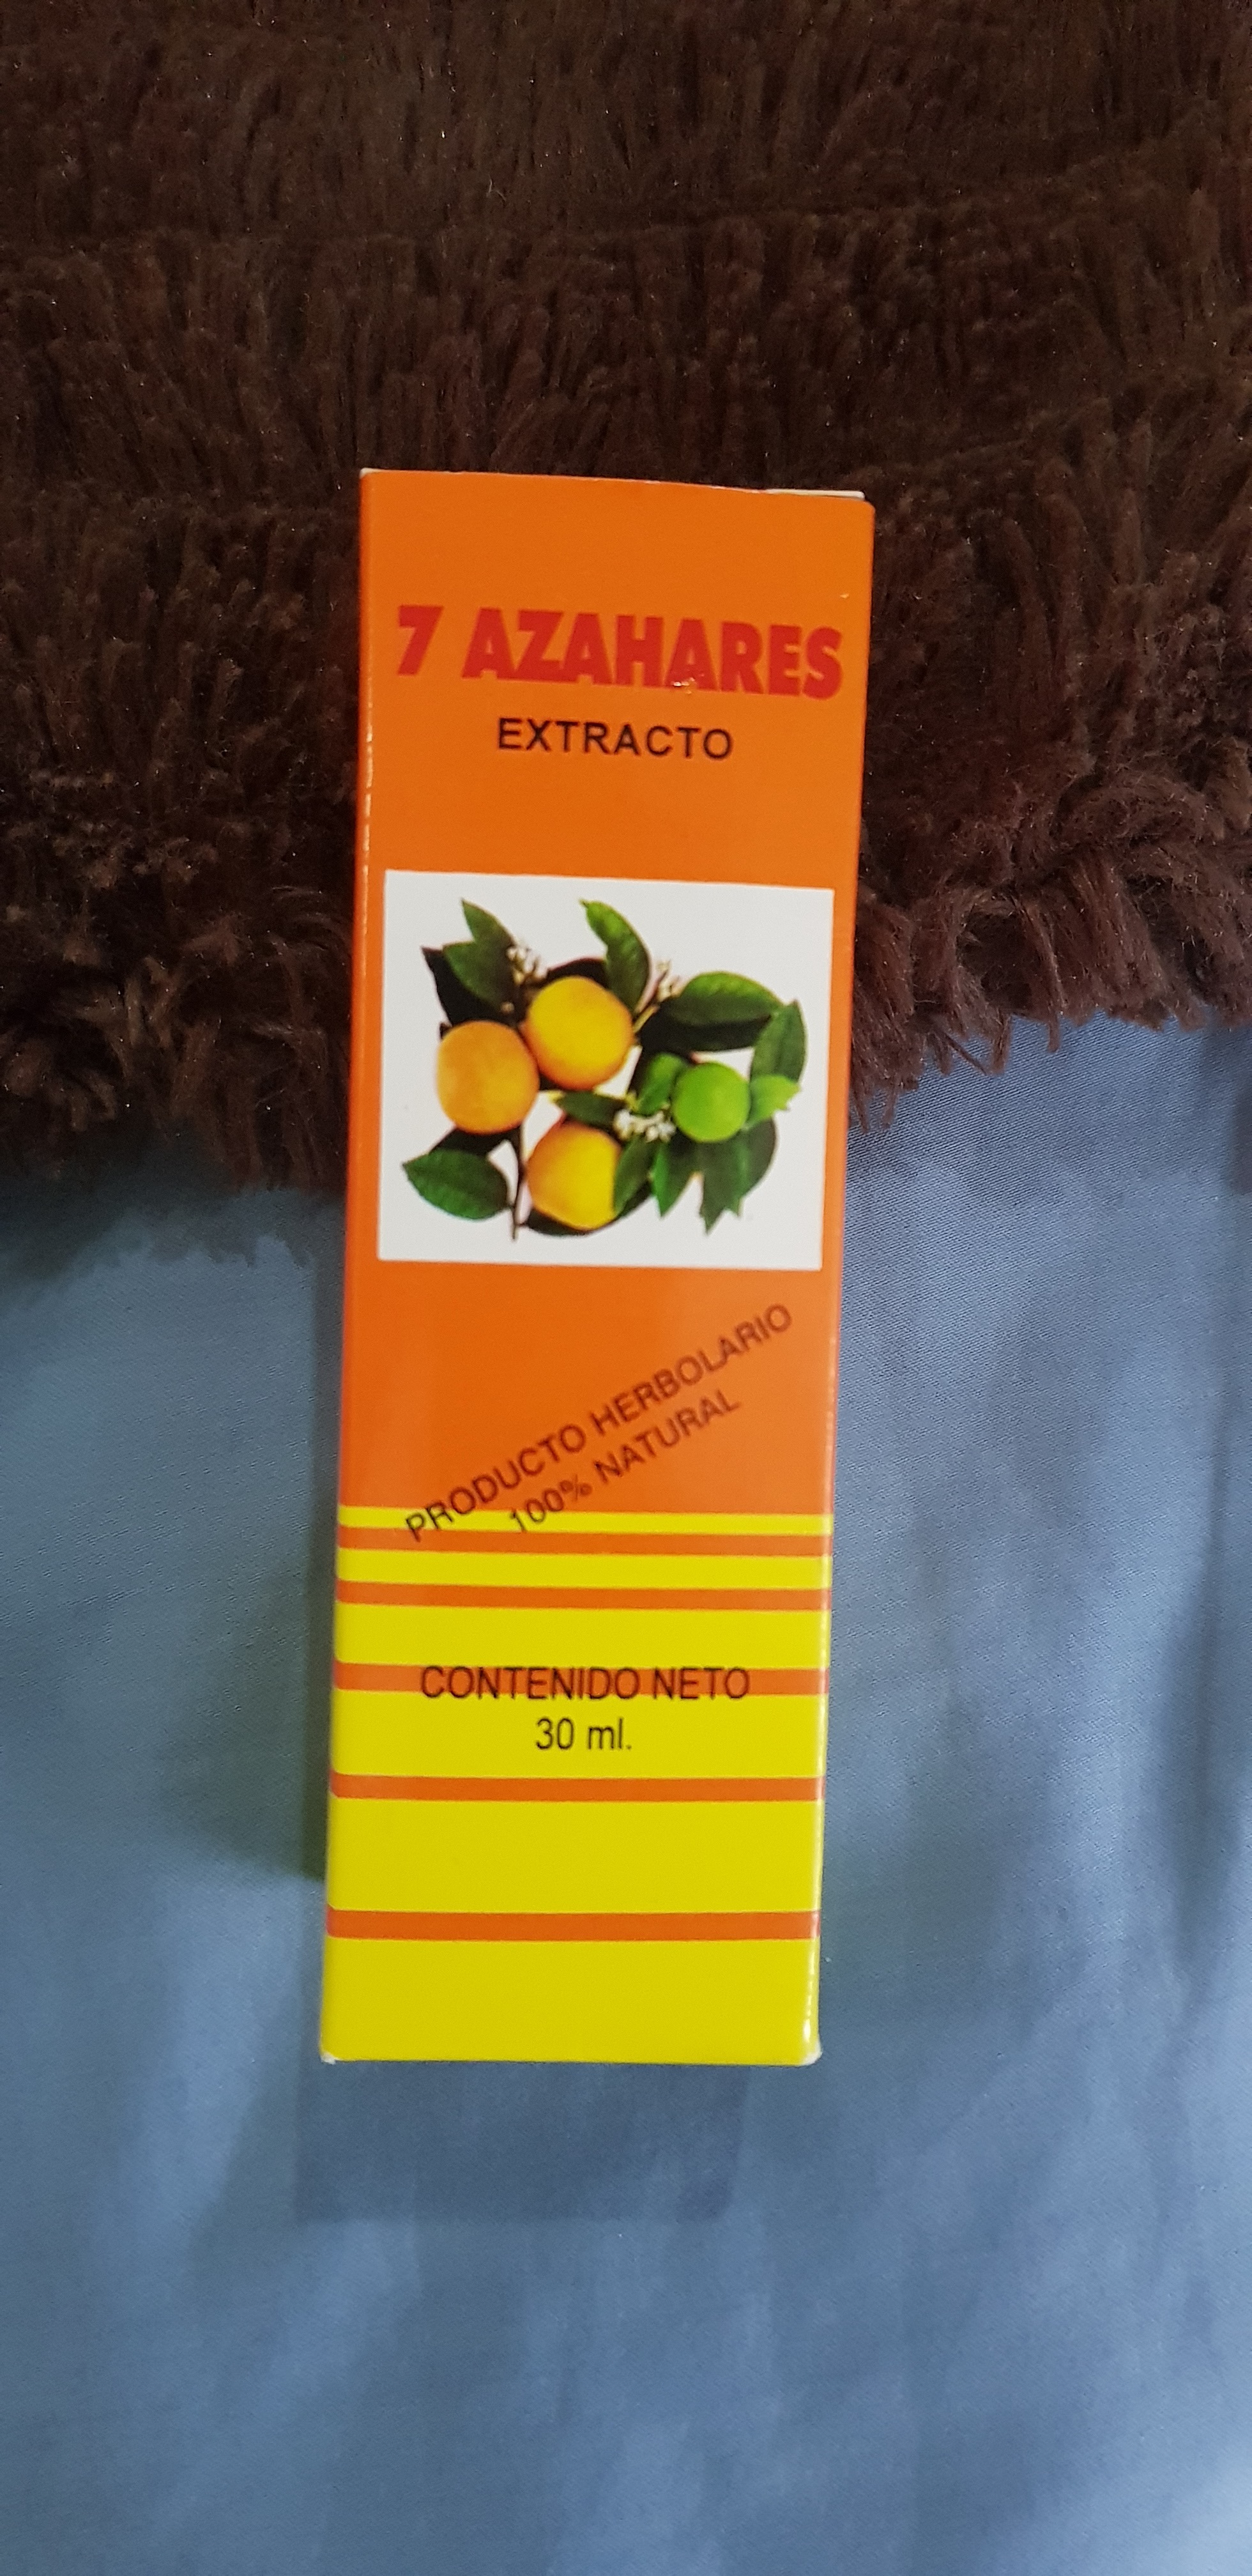 7 AZAHARES
EXTRACTO
PRODUCTO HERBOLARIO
100% NATURAL
CONTENIDO NETO
30 ml.